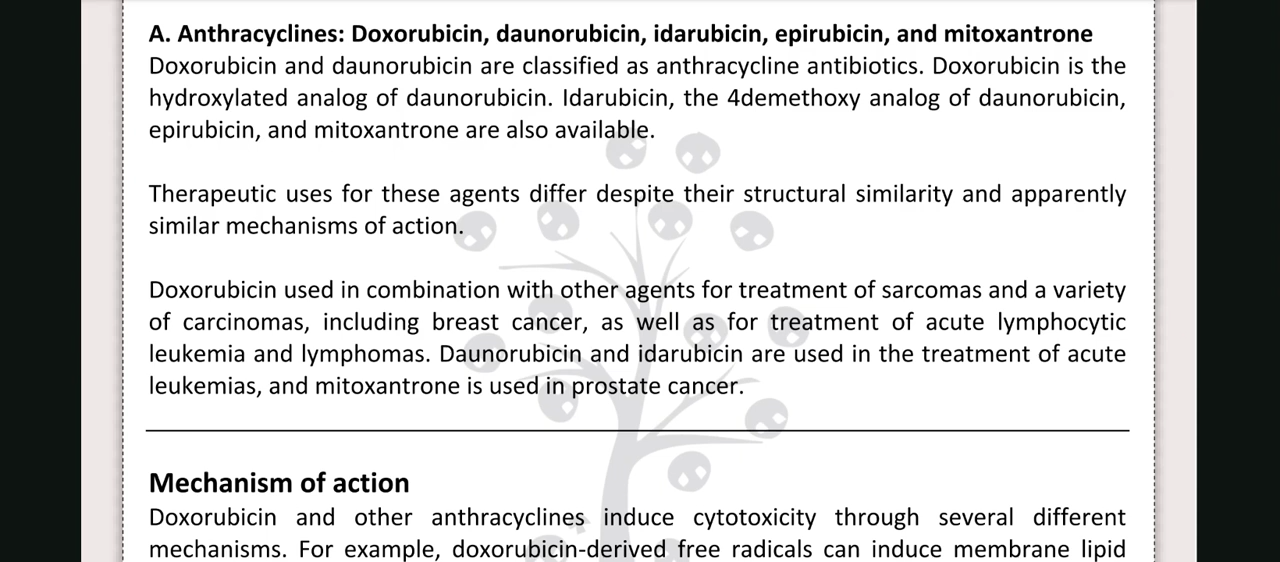 A. Anthracyclines: Doxorubicin, daunorubicin, idarubicin, epirubicin, and mitoxantrone
Doxorubicin and daunorubicin are classified as anthracycline antibiotics. Doxorubicin is the
hydroxylated analog of daunorubicin. Idarubicin, the 4demethoxy analog of daunorubicin,
epirubicin, and mitoxantrone are also available.
Therapeutic uses for these agents differ despite their structural similarity and apparently
similar mechanisms of action.
Doxorubicin used in combination with other agents for treatment of sarcomas and a variety
of carcinomas, including breast cancer, as well as for treatment of acute lymphocytic
leukemia and lymphomas. Daunorubicin and idarubicin are used in the treatment of acute
leukemias, and mitoxantrone is used in prostate cancer.
Mechanism of action
Doxorubicin and other anthracyclines induce cytotoxicity through several different
mechanisms. For example, doxorubicin-derived free radicals can induce membrane lipid